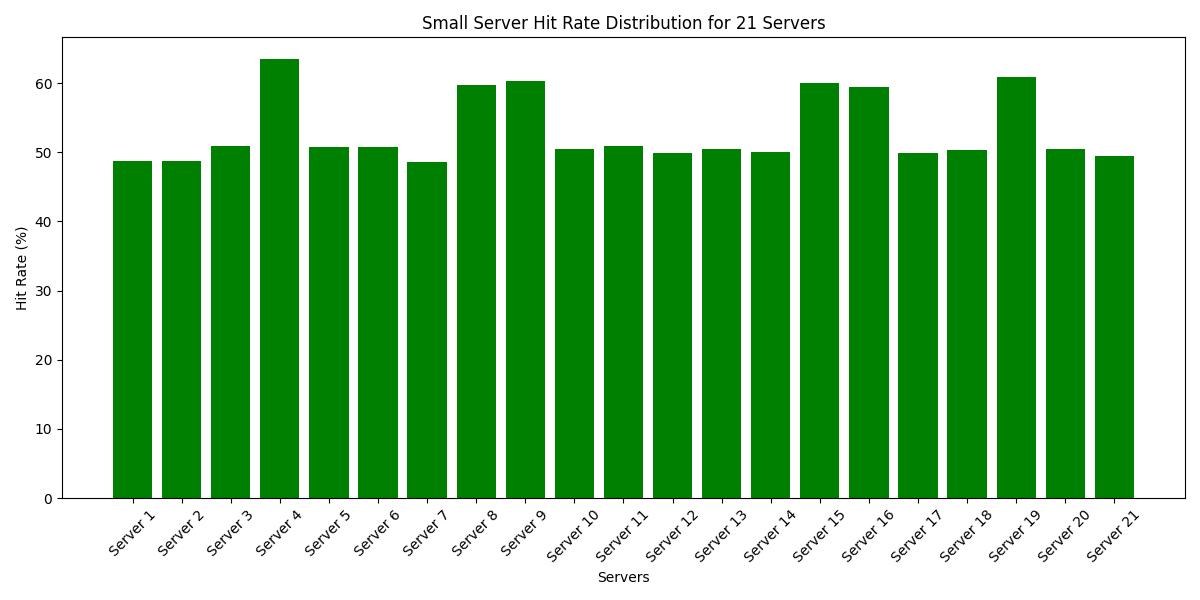 Small Server Hit Rate Distribution for 21 Servers
Hit Rate (%)
60
50
40
30
20
10
0
Server 1
Server 2
Server 3
Server 4
Server 5
Server 6
Server 7
Server 8
Server 9
Server 10
Server 11
Server 12
Server 13
Server 14
Server 15
Server 16
Server 17
Server 18
Server 19
Server 20
Server 21
Servers